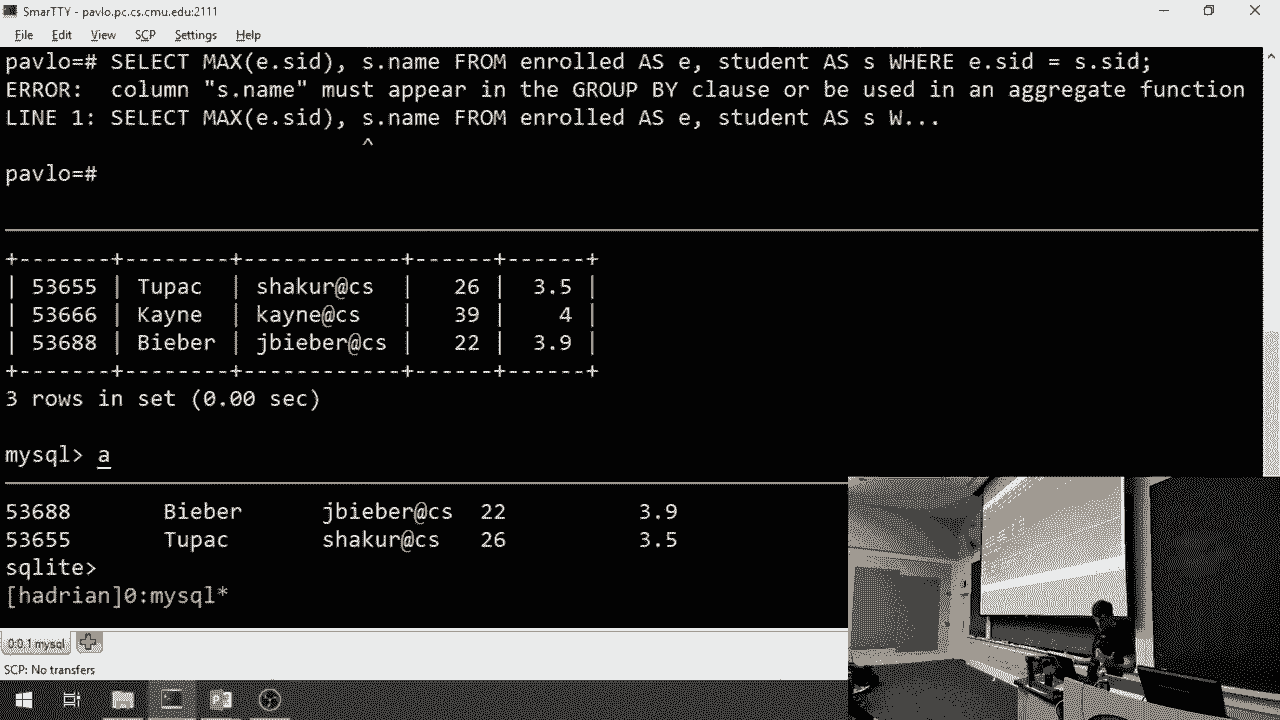 SmarTTY - pavlo.pc.cs.cmu.edu:2111
File Edit View SCP Settings Help
pavlo=# SELECT MAX(e.sid), s.name FROM enrolled AS e, student AS s WHERE e.sid = s.sid;
ERROR:  column "s.name" must appear in the GROUP BY clause or be used in an aggregate function
LINE 1: SELECT MAX(e.sid), s.name FROM enrolled AS e, student AS s W...
^
pavlo=#
+-------+--------+------------+------+------+
| 53655 | Tupac  | shakur@cs  |   26 |  3.5 |
| 53666 | Kayne  | kayne@cs   |   39 |    4 |
| 53688 | Bieber | jbieber@cs |   22 |  3.9 |
+-------+--------+------------+------+------+
3 rows in set (0.00 sec)
mysql> a
53688 Bieber jbieber@cs 22 3.9
53655 Tupac shakur@cs 26 3.5
sqlite>
[hadrian]0:mysql*
0:0.1 mysql
SCP: No transfers